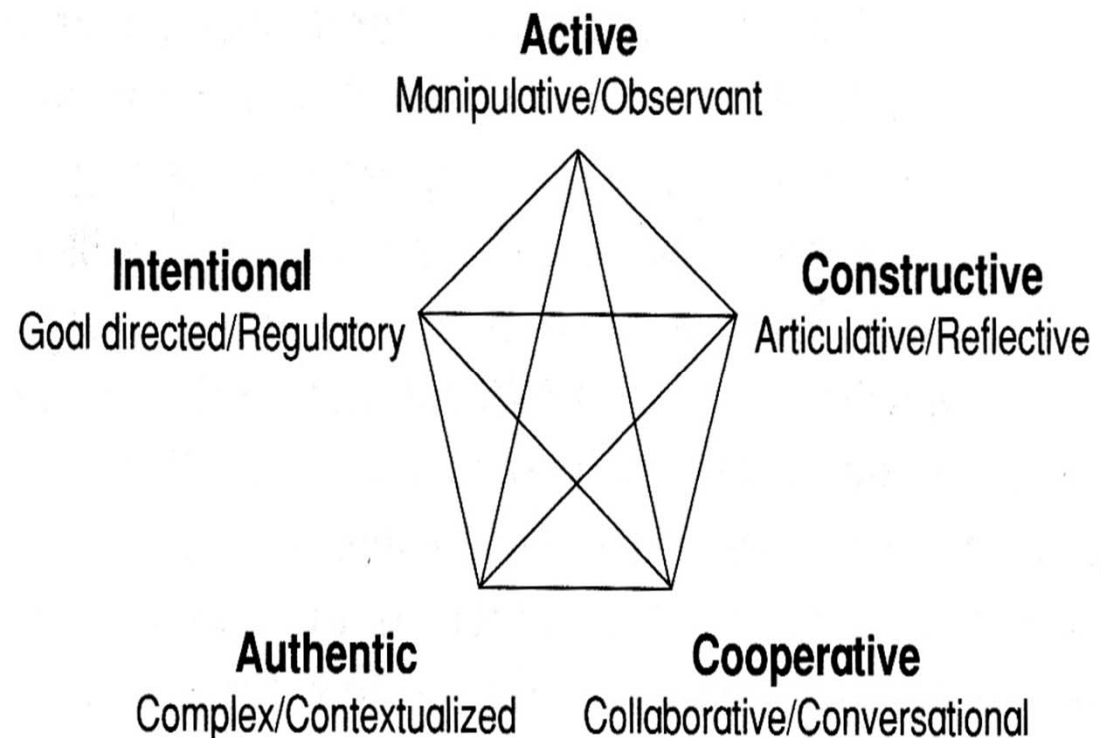 Active
Manipulative/Observant
Intentional
Goal directed/Regulatory
Constructive
Articulative/Reflective
Authentic
Complex/Contextualized
Cooperative
Collaborative/Conversational